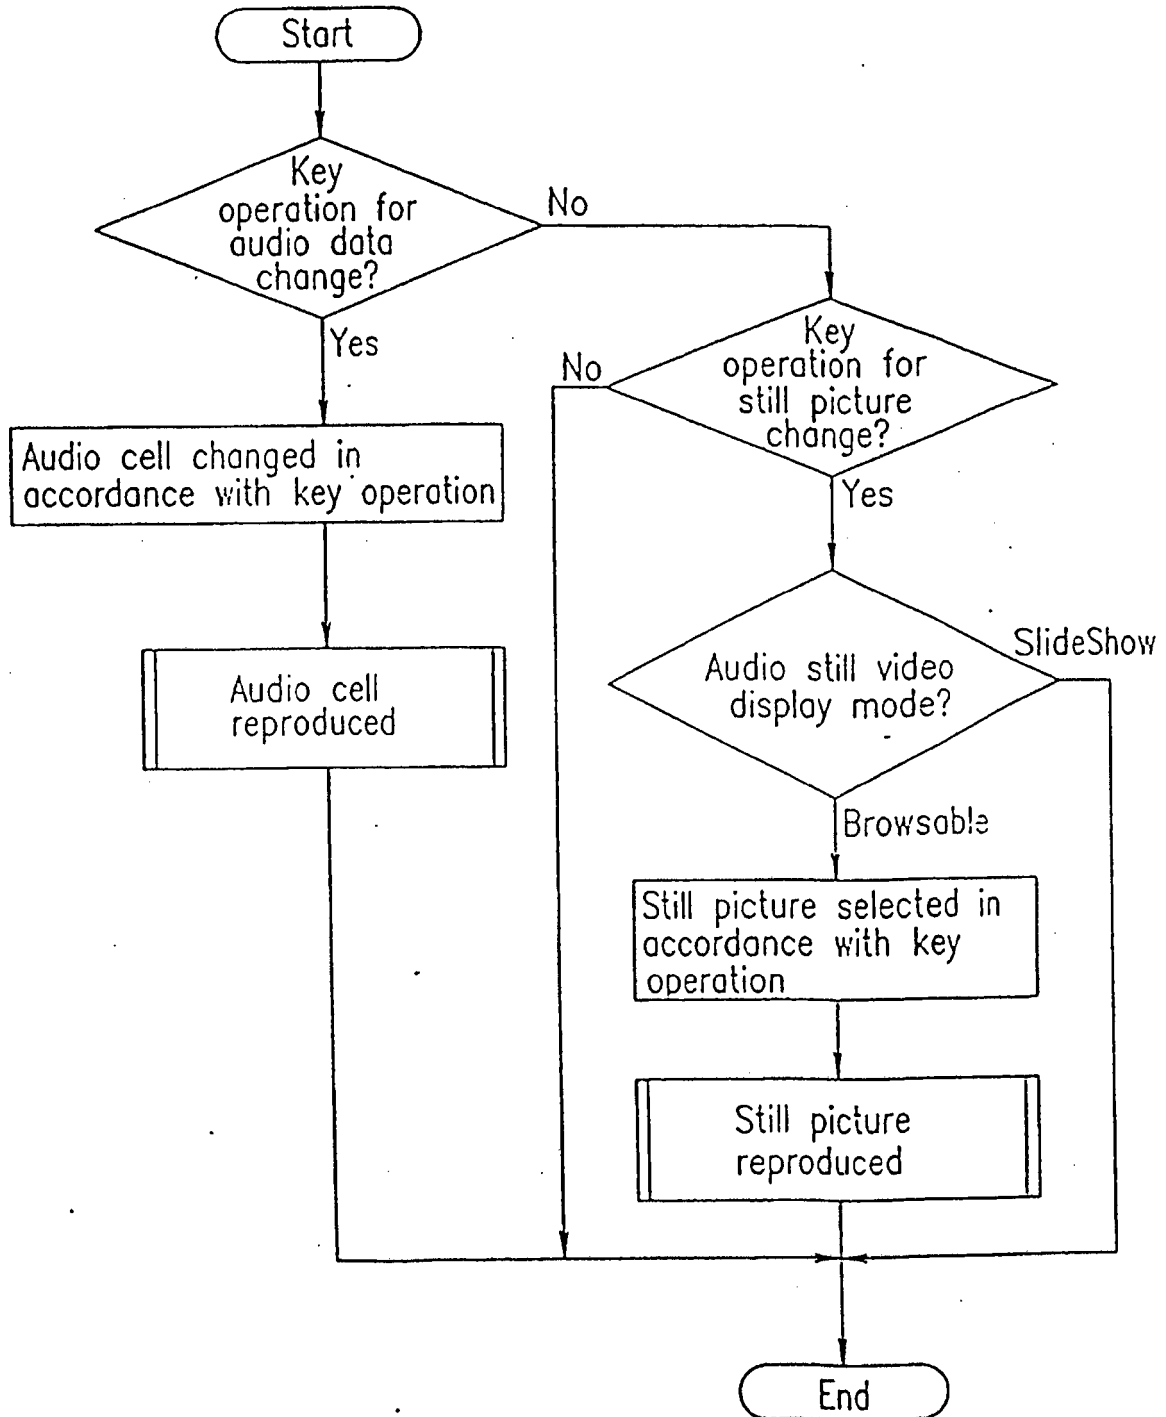 Start
Key
operation for
audio data
change?
No
Yes
Key
operation for
still picture
change?
No
Yes
Audio cell changed in
accordance with key operation
Audio cell
reproduced
Audio still video
display mode?
SlideShow
Browsable
Still picture selected in
accordance with key
operation
Still picture
reproduced
End